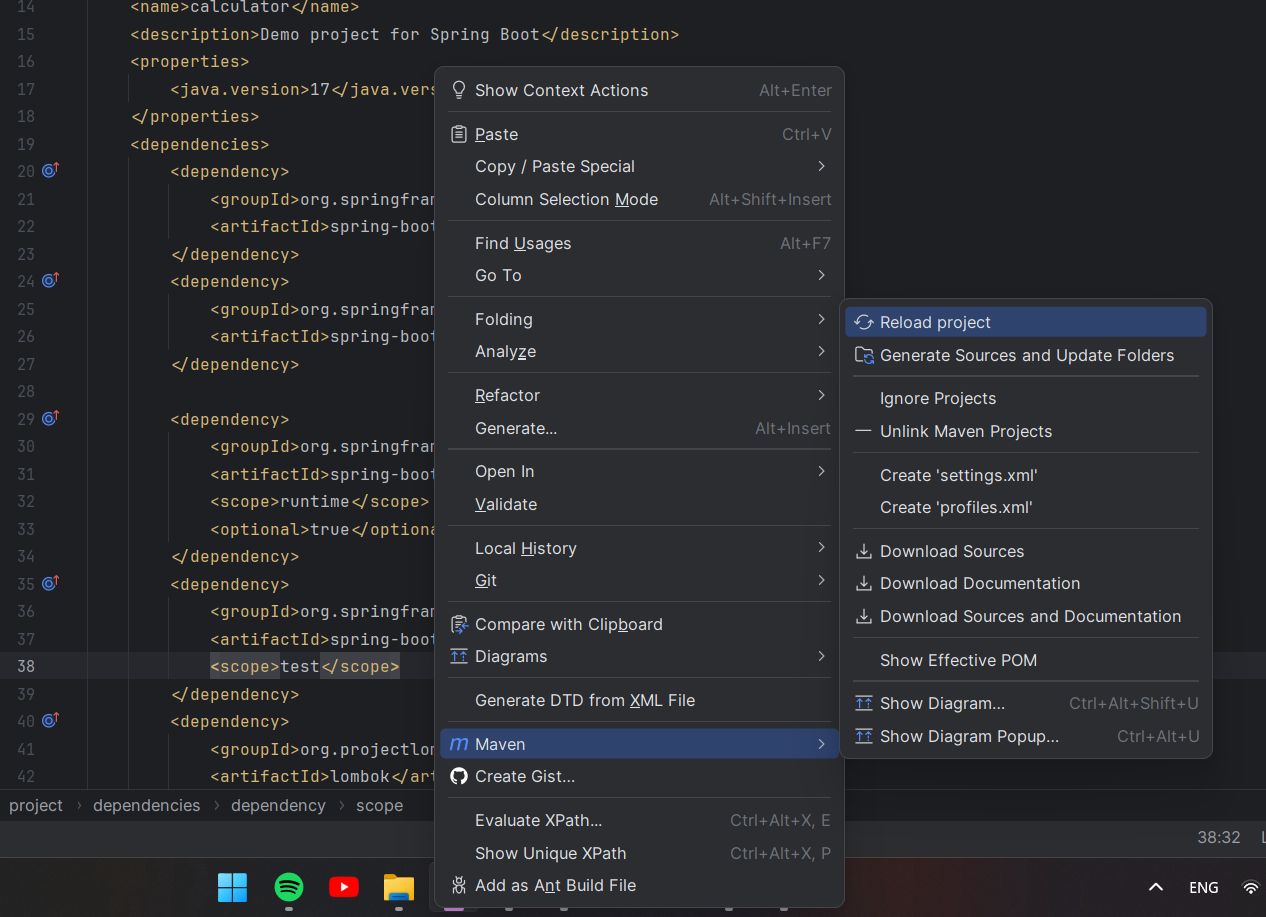 14 <name>calculator</name>
15 <description>Demo project for Spring Boot</description>
16 <properties>
17 <java.version>17</java.vers
18 </properties>
19 <dependencies>
20 <dependency>
21 <groupId>org.springfran
22 <artifactId>spring-boot
23 </dependency>
24 <dependency>
25 <groupId>org.springfran
26 <artifactId>spring-boot
27 </dependency>
28
29 <dependency>
30 <groupId>org.springfran
31 <artifactId>spring-boot
32 <scope>runtime</scope>
33 <optional>true</optiona
34 </dependency>
35 <dependency>
36 <groupId>org.springfran
37 <artifactId>spring-boot
38 <scope>test</scope>
39 </dependency>
40 <dependency>
41 <groupId>org.projectlon
42 <artifactId>lombok</art
Show Context Actions Alt+Enter
Paste Ctrl+V
Copy / Paste Special
Column Selection Mode Alt+Shift+Insert
Find Usages Alt+F7
Go To
Folding
Analyze
Refactor
Generate... Alt+Insert
Open In
Validate
Local History
Git
Compare with Clipboard
Diagrams
Generate DTD from XML File
Maven
Create Gist...
Evaluate XPath... Ctrl+Alt+X, E
Show Unique XPath Ctrl+Alt+X, P
Add as Ant Build File
Reload project
Generate Sources and Update Folders
Ignore Projects
Unlink Maven Projects
Create 'settings.xml'
Create 'profiles.xml'
Download Sources
Download Documentation
Download Sources and Documentation
Show Effective POM
Show Diagram... Ctrl+Alt+Shift+U
Show Diagram Popup... Ctrl+Alt+U
project › dependencies › dependency › scope
38:32
ENG